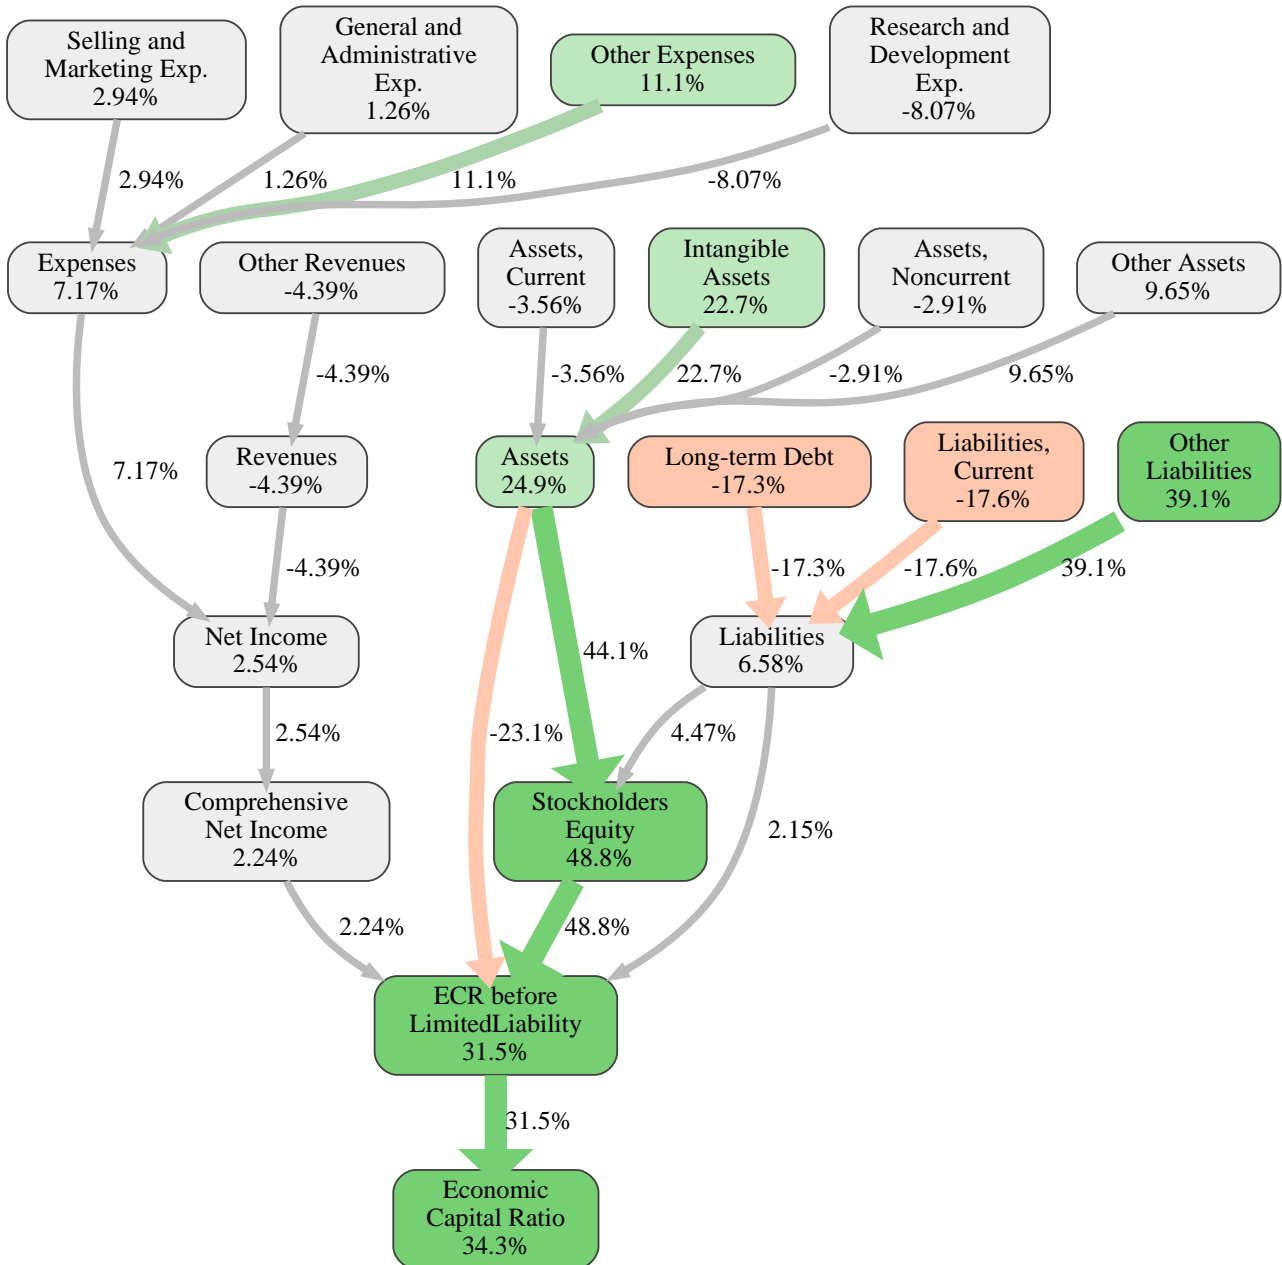 Selling and
Marketing Exp.
2.94%
General and
Administrative
Exp.
1.26%
Other Expenses
11.1%
Research and
Development
Exp.
-8.07%
2.94%
1.26%
11.1%
-8.07%
Expenses
7.17%
Other Revenues
-4.39%
Assets,
Current
-3.56%
Intangible
Assets
22.7%
Assets,
Noncurrent
-2.91%
Other Assets
9.65%
-4.39%
-3.56%
22.7%
-2.91%
9.65%
7.17%
Revenues
-4.39%
Assets
24.9%
Long-term Debt
-17.3%
Liabilities,
Current
-17.6%
Other
Liabilities
39.1%
-4.39%
-17.3%
-17.6%
39.1%
Net Income
2.54%
44.1%
Liabilities
6.58%
2.54%
-23.1%
4.47%
Comprehensive
Net Income
2.24%
Stockholders
Equity
48.8%
2.15%
2.24%
48.8%
ECR before
LimitedLiability
31.5%
31.5%
Economic
Capital Ratio
34.3%